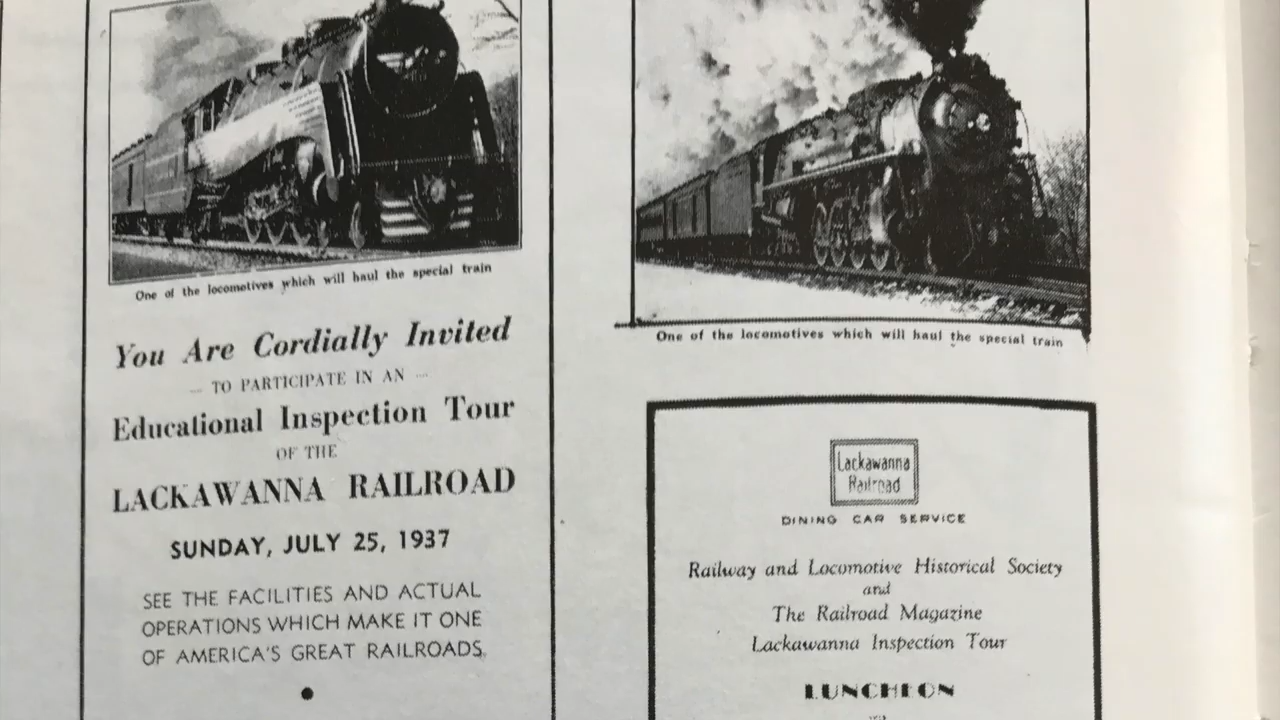 One of the locomotives which will haul the special train
You Are Cordially Invited
— TO PARTICIPATE IN AN —
Educational Inspection Tour
OF THE
LACKAWANNA RAILROAD
SUNDAY, JULY 25, 1937
SEE THE FACILITIES AND ACTUAL
OPERATIONS WHICH MAKE IT ONE
OF AMERICA'S GREAT RAILROADS.
One of the locomotives which will haul the special train
Lackawanna
Railroad
DINING CAR SERVICE
Railway and Locomotive Historical Society
and
The Railroad Magazine
Lackawanna Inspection Tour
LUNCHEON